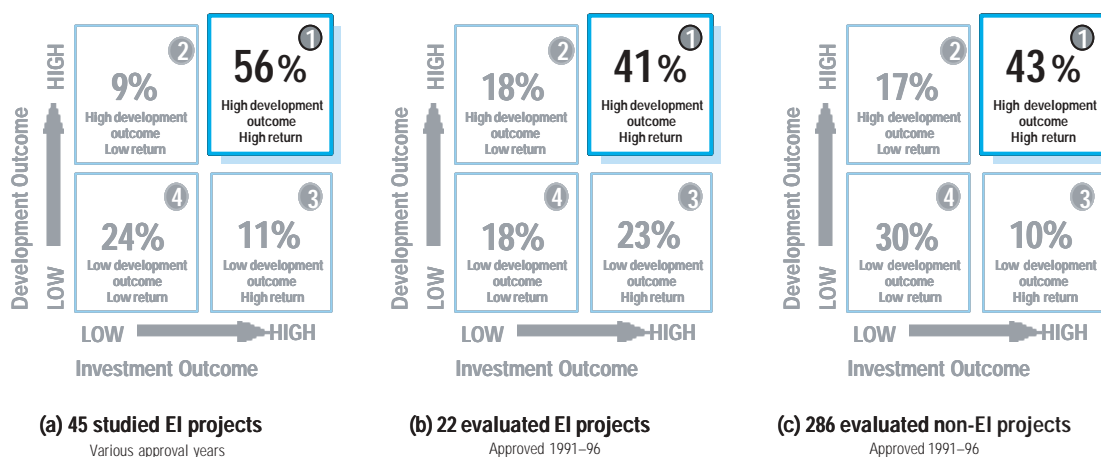 HIGH
LOW
Development Outcome
2
9%
High development
outcome
Low return
1
56%
High development
outcome
High return
4
24%
Low development
outcome
Low return
3
11%
Low development
outcome
High return
LOW
HIGH
Investment Outcome
(a) 45 studied EI projects
Various approval years
HIGH
LOW
Development Outcome
2
18%
High development
outcome
Low return
1
41%
High development
outcome
High return
4
18%
Low development
outcome
Low return
3
23%
Low development
outcome
High return
LOW
HIGH
Investment Outcome
(b) 22 evaluated EI projects
Approved 1991–96
HIGH
LOW
Development Outcome
2
17%
High development
outcome
Low return
1
43%
High development
outcome
High return
4
30%
Low development
outcome
Low return
3
10%
Low development
outcome
High return
LOW
HIGH
Investment Outcome
(c) 286 evaluated non-EI projects
Approved 1991–96